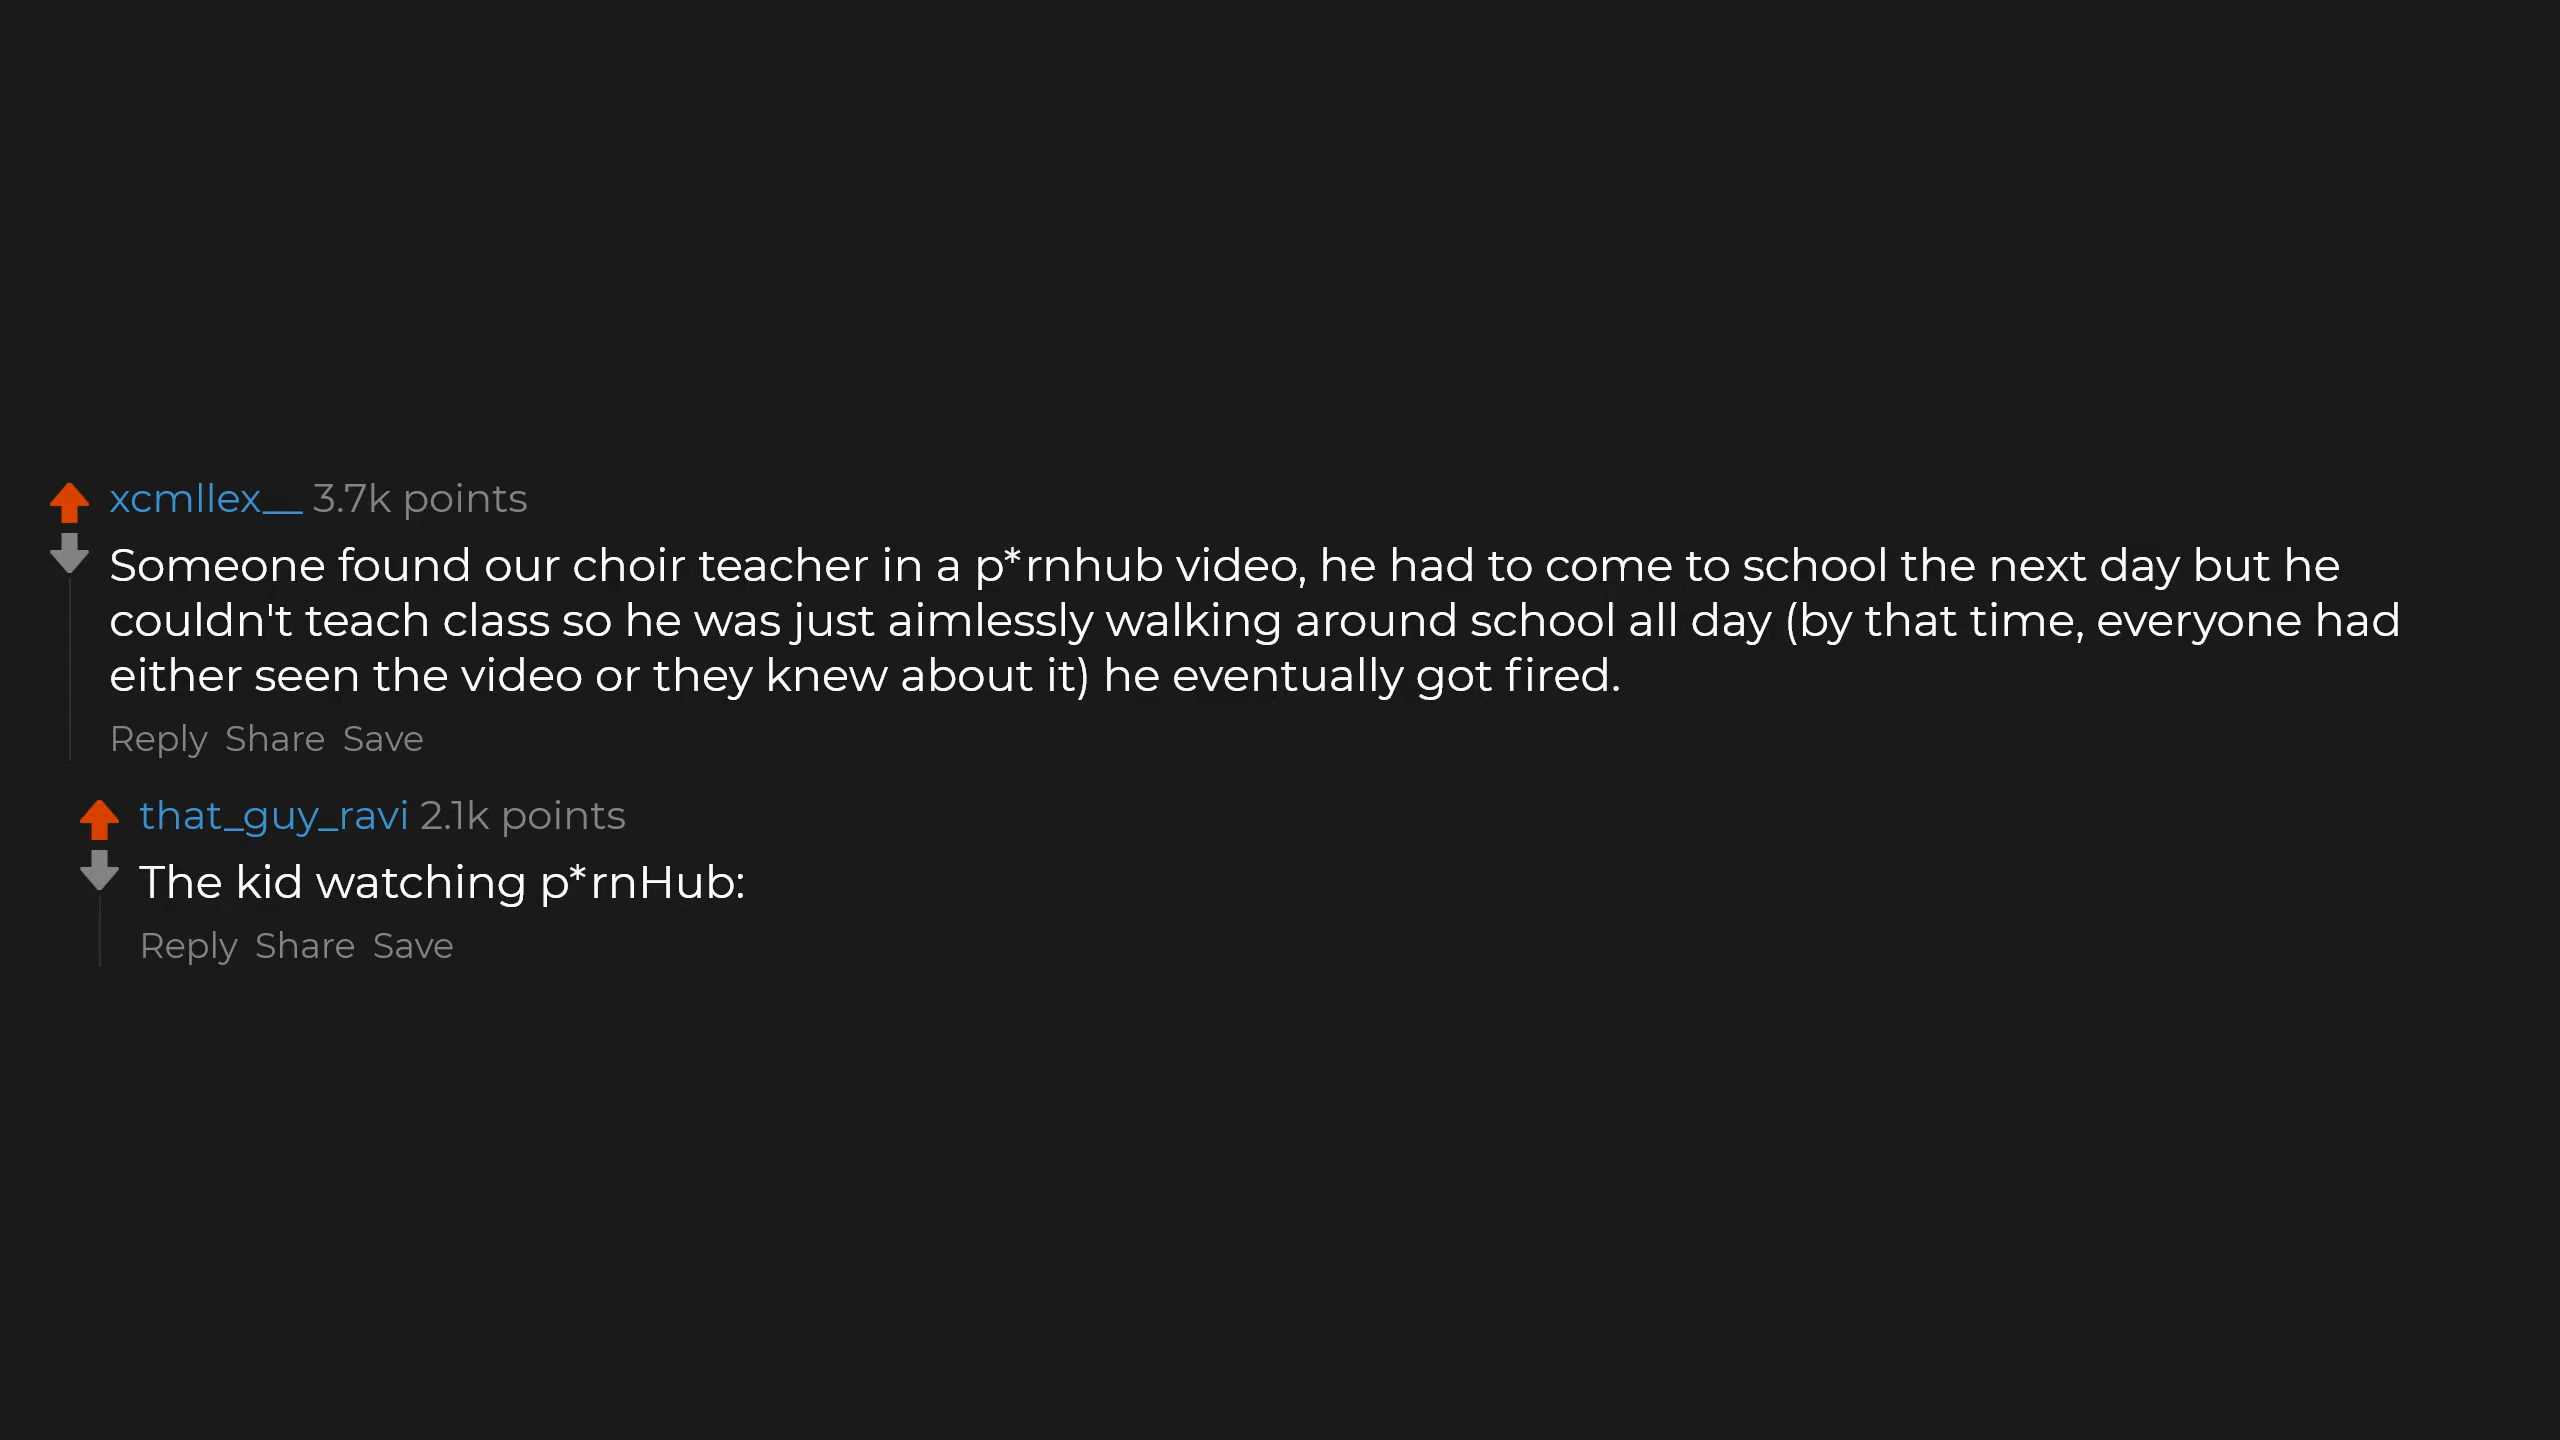 xcmllex__ 3.7k points
Someone found our choir teacher in a p*rnhub video, he had to come to school the next day but he
couldn't teach class so he was just aimlessly walking around school all day (by that time, everyone had
either seen the video or they knew about it) he eventually got fired.
Reply Share Save
that_guy_ravi 2.1k points
The kid watching p*rnHub:
Reply Share Save